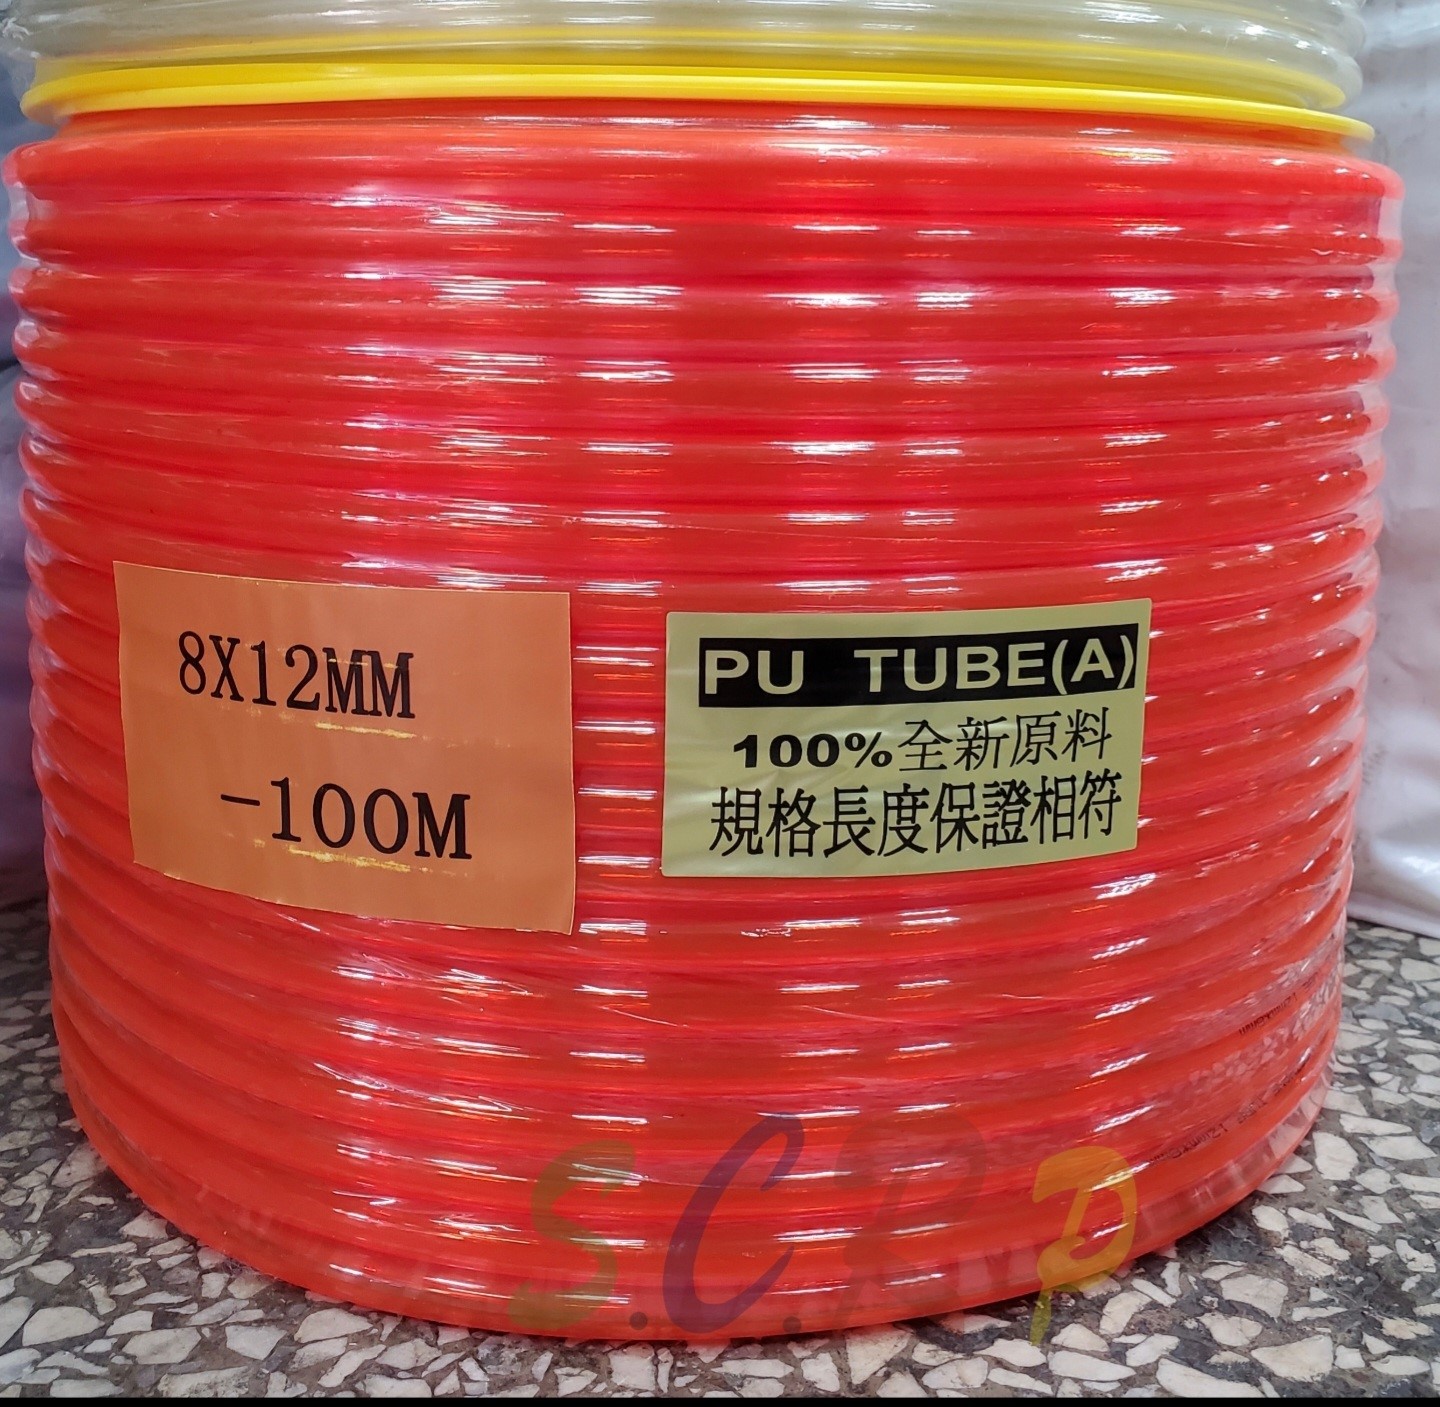 8X12MM
-100M
PU TUBE(A)
100%全新原料
規格長度保證相符
S.C.P P